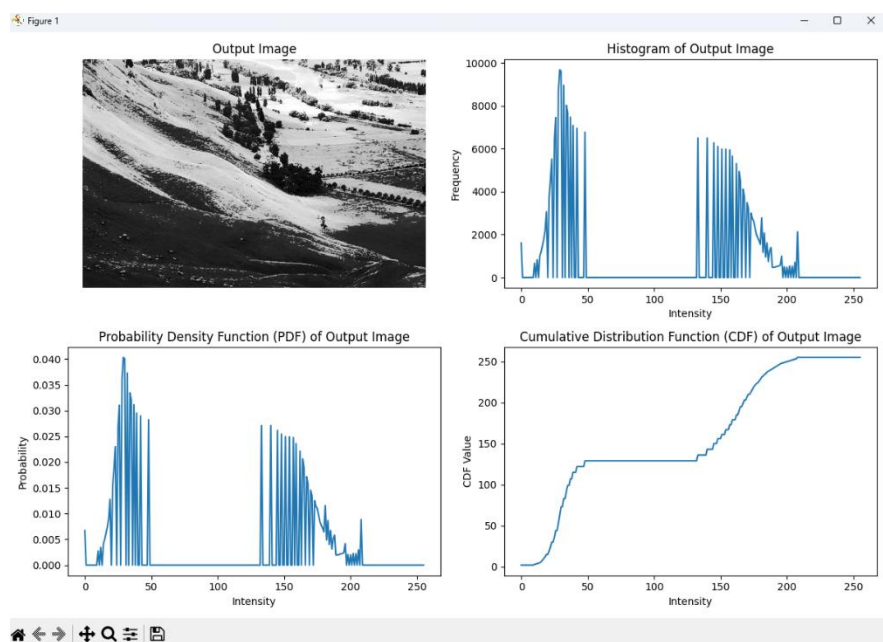 Figure 1
Output Image
Histogram of Output Image
10000
8000
6000
4000
2000
0
Frequency
0 50 100 150 200 250
Intensity
Probability Density Function (PDF) of Output Image
0.040
0.035
0.030
0.025
0.020
0.015
0.010
0.005
0.000
Probability
0 50 100 150 200 250
Intensity
Cumulative Distribution Function (CDF) of Output Image
250
200
150
100
50
0
CDF Value
0 50 100 150 200 250
Intensity